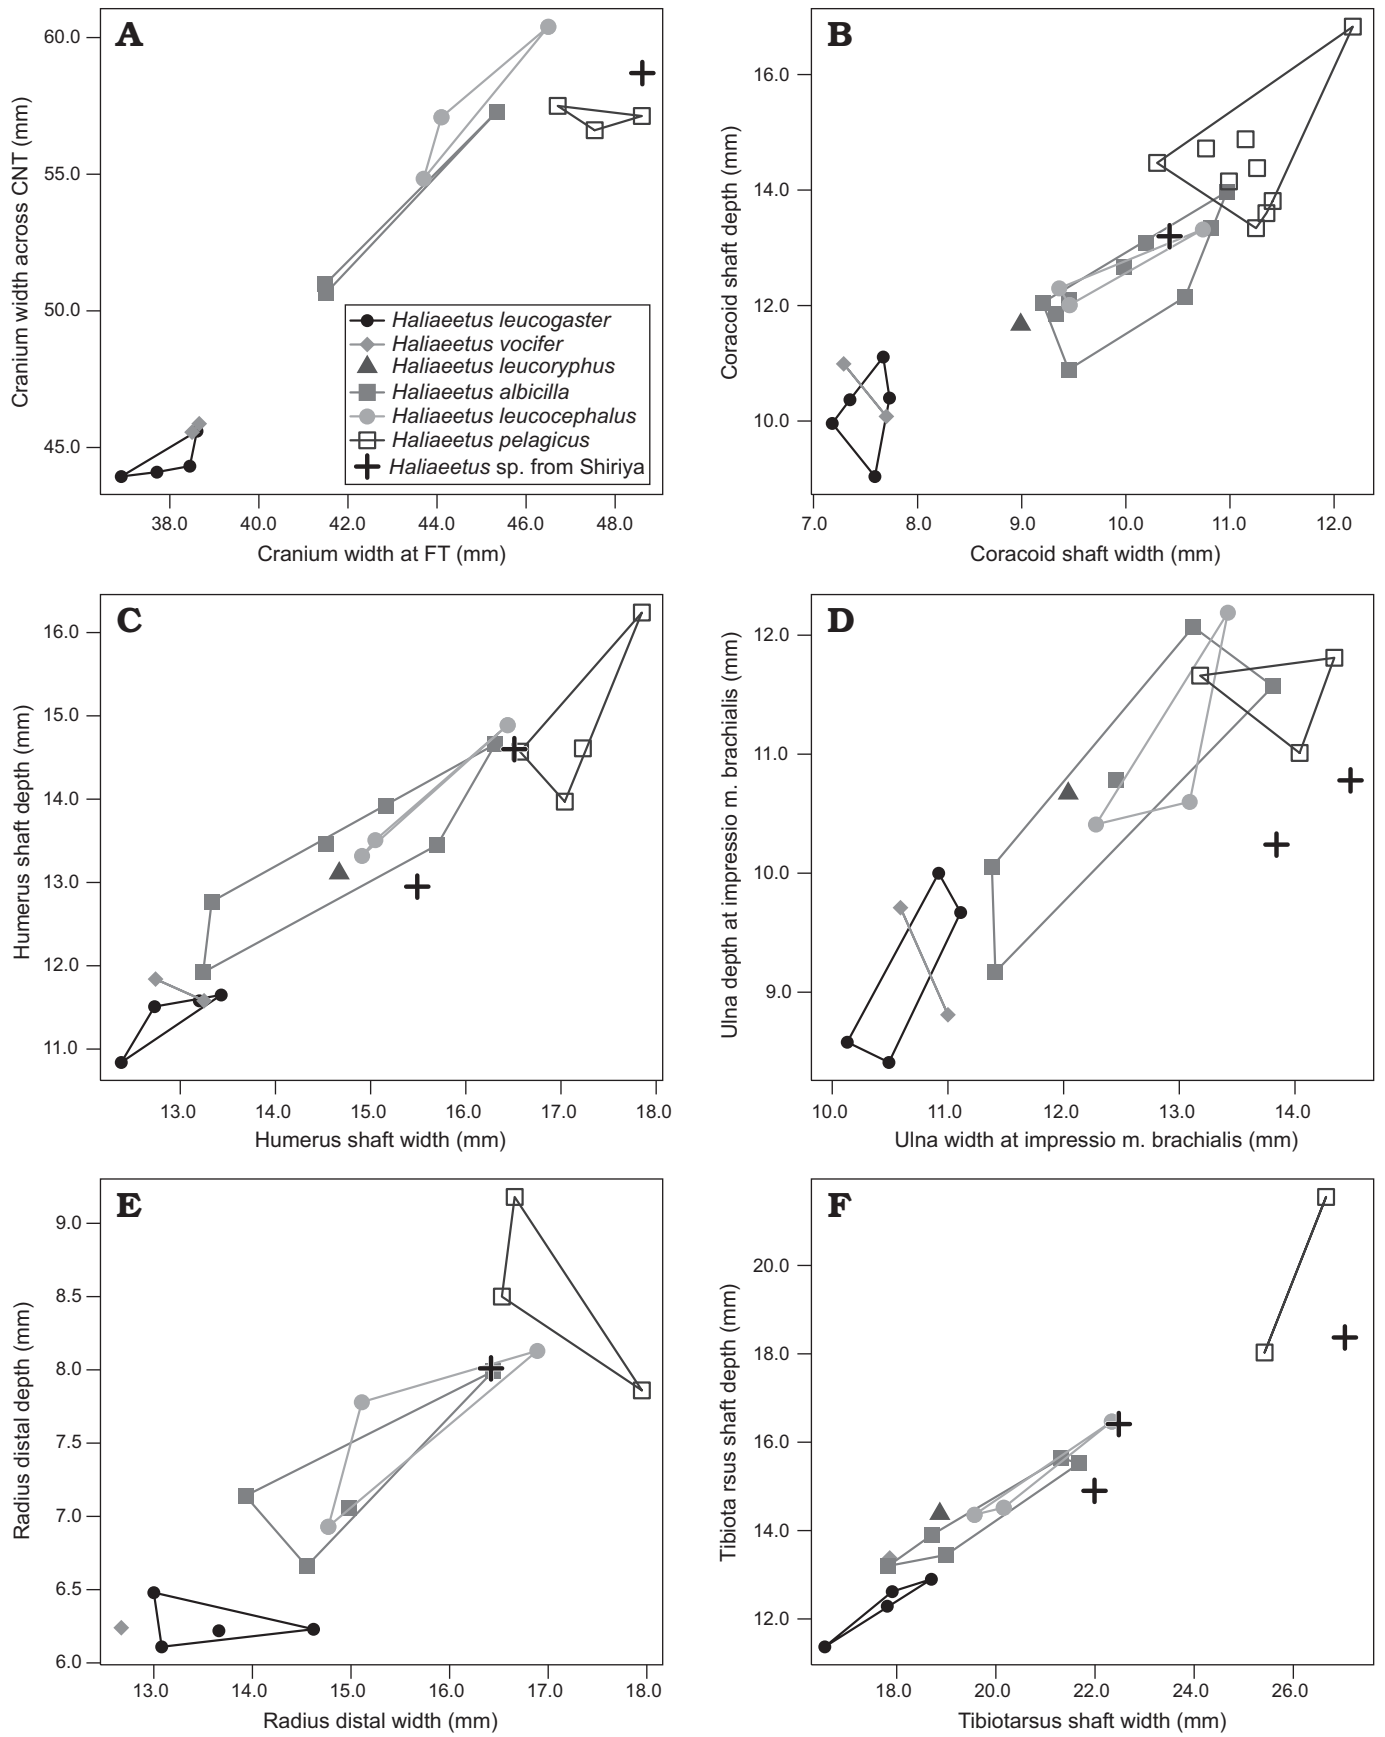 A
Cranium width across CNT (mm)
60.0
55.0
50.0
45.0
38.0 40.0 42.0 44.0 46.0 48.0
Cranium width at FT (mm)
Haliaeetus leucogaster
Haliaeetus vocifer
Haliaeetus leucoryphus
Haliaeetus albicilla
Haliaeetus leucocephalus
Haliaeetus pelagicus
Haliaeetus sp. from Shiriya
B
Coracoid shaft depth (mm)
16.0
14.0
12.0
10.0
7.0 8.0 9.0 10.0 11.0 12.0
Coracoid shaft width (mm)
C
Humerus shaft depth (mm)
16.0
15.0
14.0
13.0
12.0
11.0
13.0 14.0 15.0 16.0 17.0 18.0
Humerus shaft width (mm)
D
Ulna depth at impressio m. brachialis (mm)
12.0
11.0
10.0
9.0
10.0 11.0 12.0 13.0 14.0
Ulna width at impressio m. brachialis (mm)
E
Radius distal depth (mm)
9.0
8.5
8.0
7.5
7.0
6.5
6.0
13.0 14.0 15.0 16.0 17.0 18.0
Radius distal width (mm)
F
Tibiota rsus shaft depth (mm)
20.0
18.0
16.0
14.0
12.0
18.0 20.0 22.0 24.0 26.0
Tibiotarsus shaft width (mm)